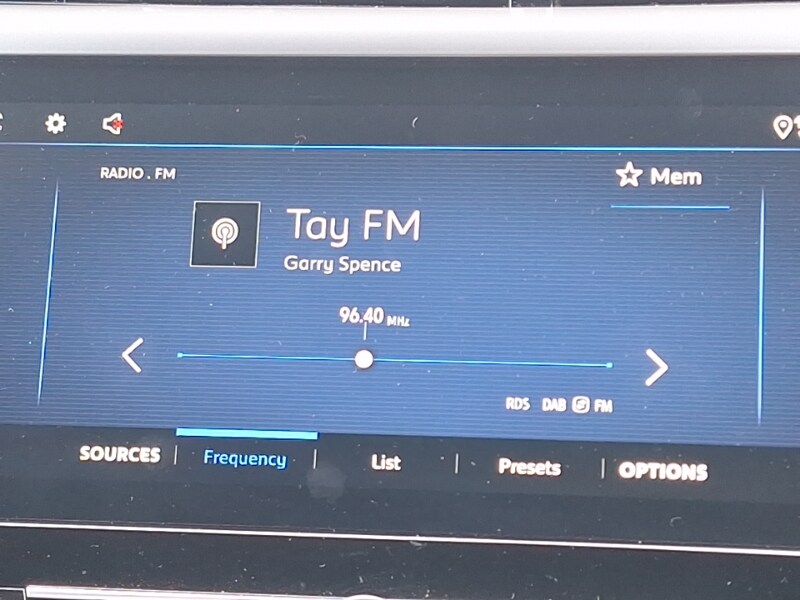 RADIO . FM
Mem
Tay FM
Garry Spence
96.40 MHz
RDS DAB FM
SOURCES Frequency List Presets OPTIONS